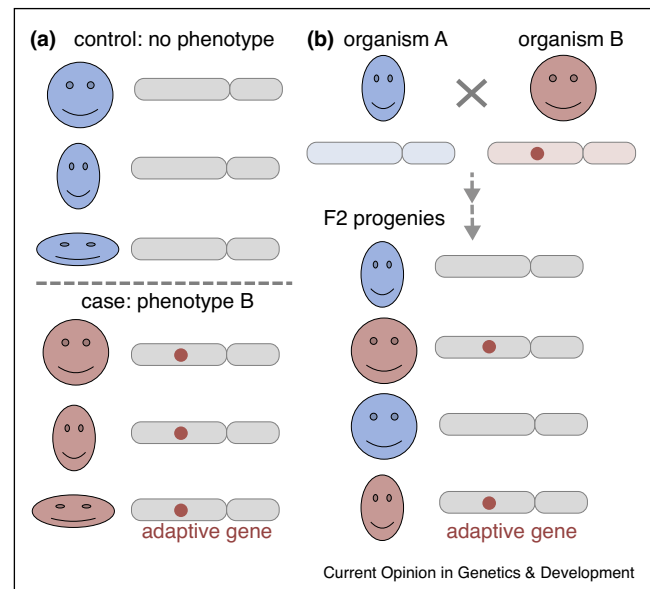 (a) control: no phenotype
case: phenotype B
adaptive gene
(b) organism A organism B
F2 progenies
adaptive gene
Current Opinion in Genetics & Development